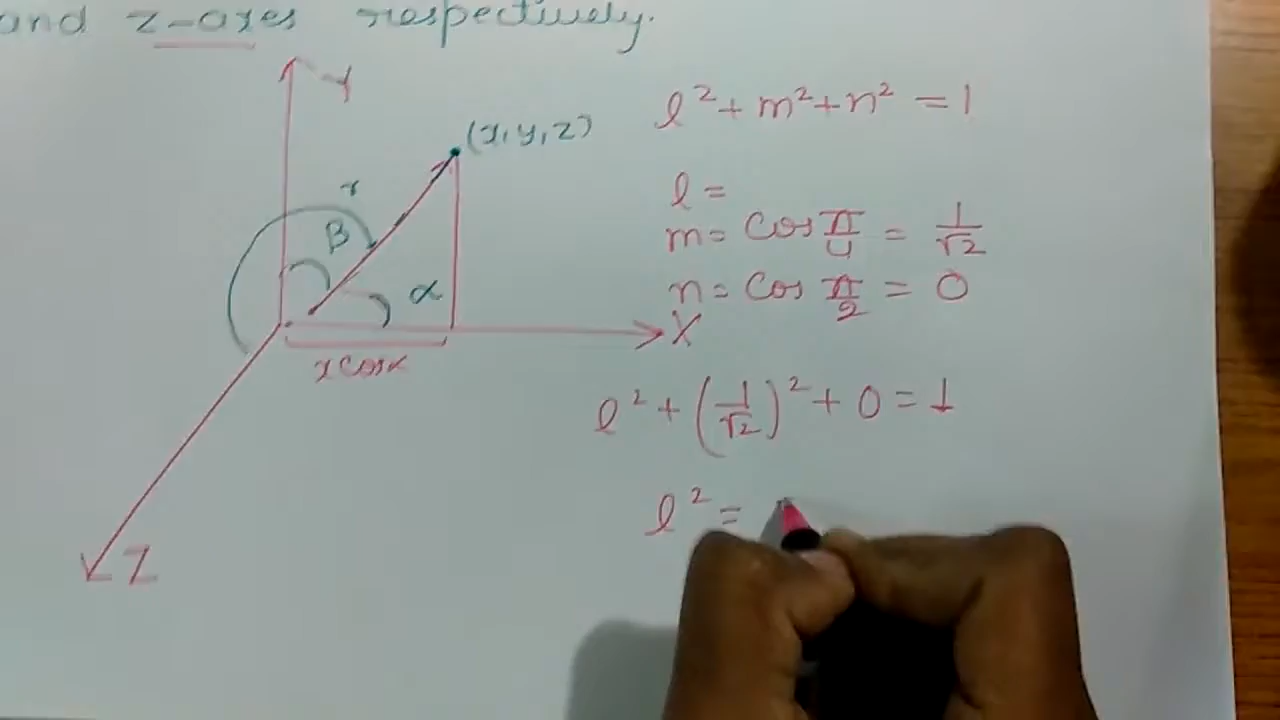 and z-axes respectively.
Y
(x,y,z)
r
β
α
X
x cosα
Z
l² + m² + n² = 1
l =
m = cos π/4 = 1/√2
n = cos π/2 = 0
l² + (1/√2)² + 0 = 1
l² =